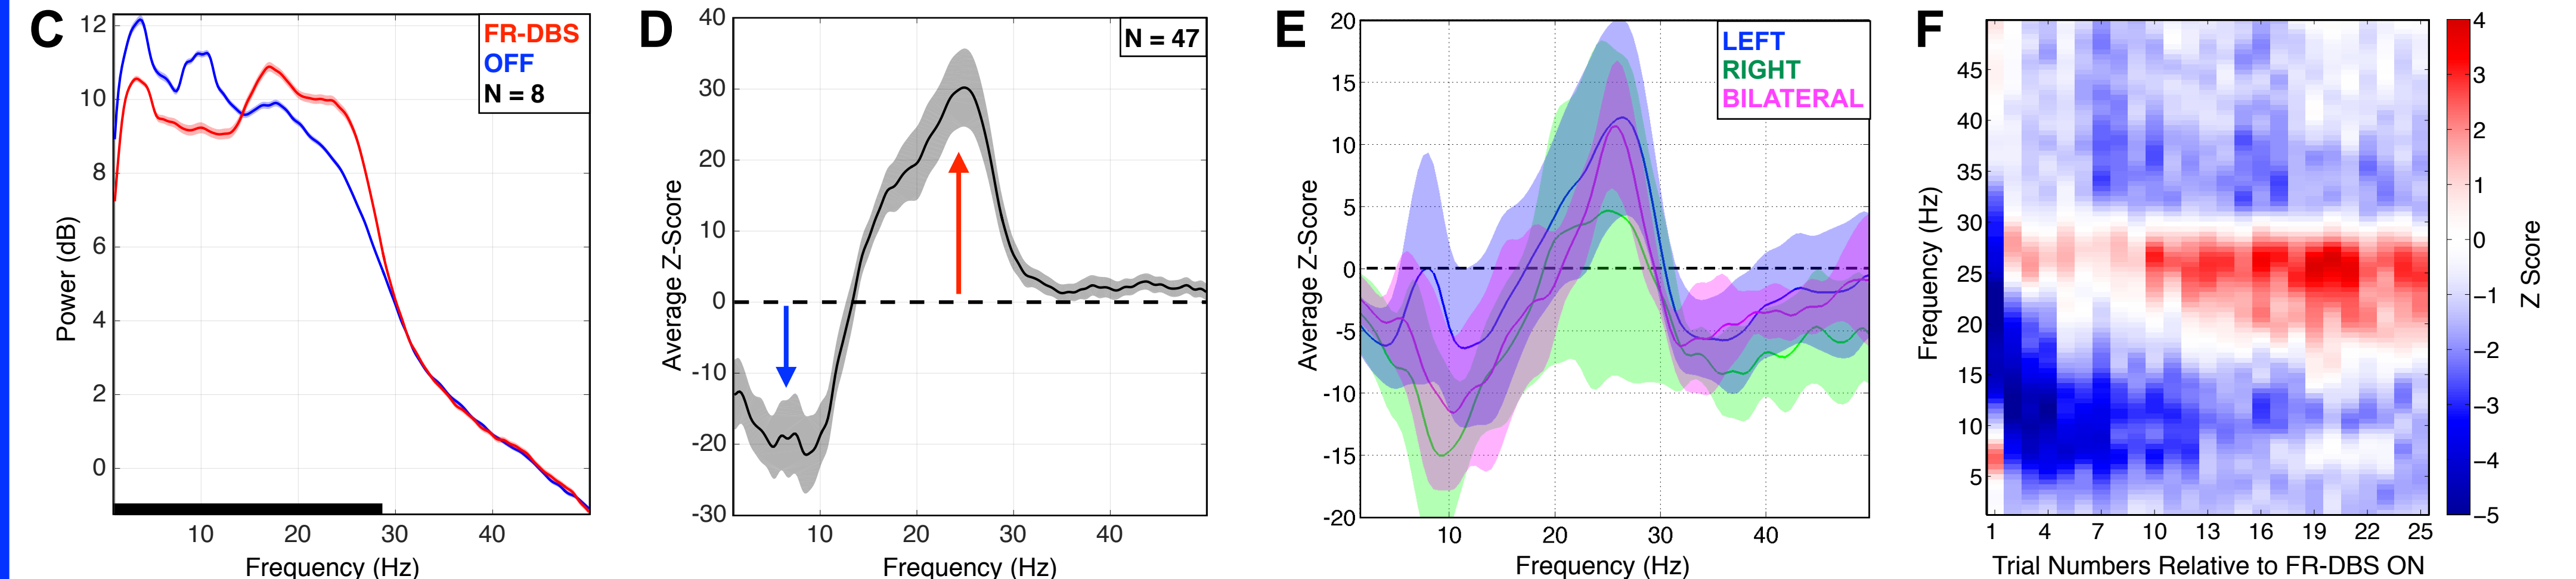 C
12
10
8
6
4
2
0
Power (dB)
10 20 30 40
Frequency (Hz)
FR-DBS
OFF
N = 8
D
40
30
20
10
0
-10
-20
-30
Average Z-Score
10 20 30 40
Frequency (Hz)
N = 47
E
20
15
10
5
0
-5
-10
-15
-20
Average Z-Score
10 20 30 40
Frequency (Hz)
LEFT
RIGHT
BILATERAL
F
45
40
35
30
25
20
15
10
5
Frequency (Hz)
1 4 7 10 13 16 19 22 25
Trial Numbers Relative to FR-DBS ON
4
3
2
1
0
−1
−2
−3
−4
−5
Z Score